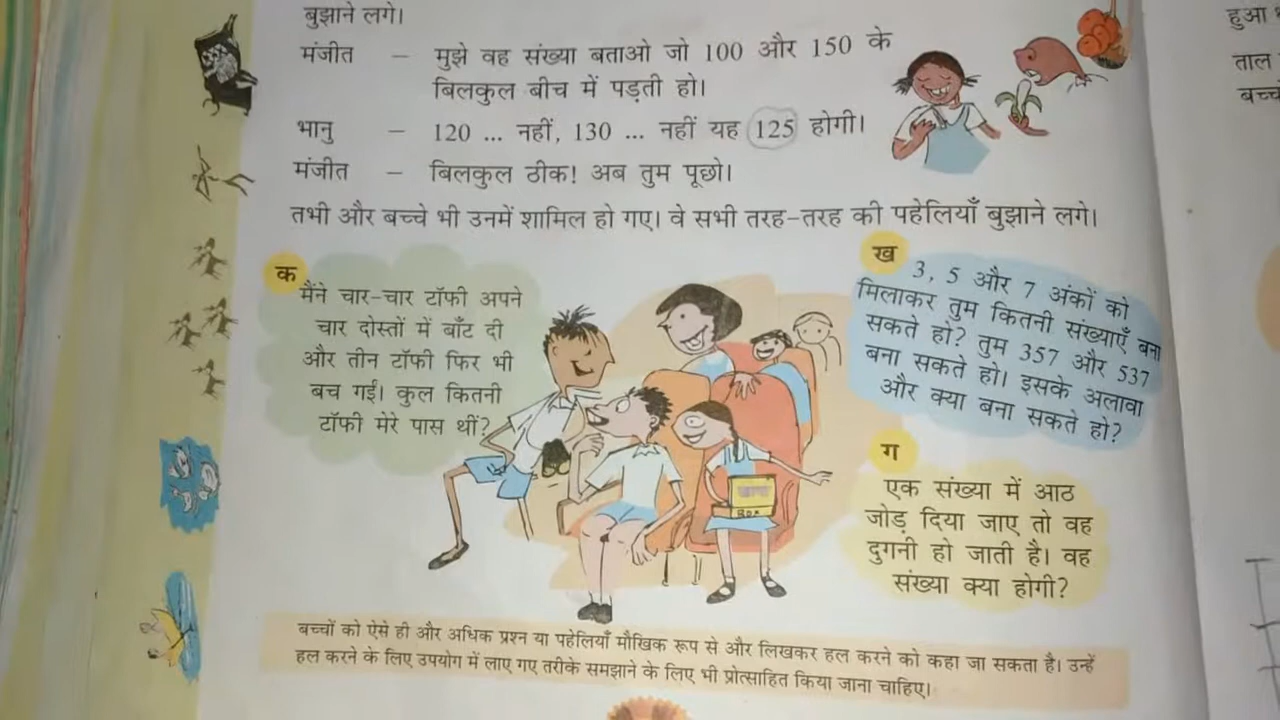 बुझाने लगे।
मंजीत – मुझे वह संख्या बताओ जो 100 और 150 के
बिलकुल बीच में पड़ती हो।
भानु – 120 ... नहीं, 130 ... नहीं यह 125 होगी।
मंजीत – बिलकुल ठीक! अब तुम पूछो।
तभी और बच्चे भी उनमें शामिल हो गए। वे सभी तरह-तरह की पहेलियाँ बुझाने लगे।
क
मैंने चार-चार टॉफी अपने
चार दोस्तों में बाँट दी
और तीन टॉफी फिर भी
बच गईं। कुल कितनी
टॉफी मेरे पास थीं?
ख
3, 5 और 7 अंकों को
मिलाकर तुम कितनी संख्याएँ बना
सकते हो? तुम 357 और 537
बना सकते हो। इसके अलावा
और क्या बना सकते हो?
ग
एक संख्या में आठ
जोड़ दिया जाए तो वह
दुगनी हो जाती है। वह
संख्या क्या होगी?
BOX
बच्चों को ऐसे ही और अधिक प्रश्न या पहेलियाँ मौखिक रूप से और लिखकर हल करने को कहा जा सकता है। उन्हें
हल करने के लिए उपयोग में लाए गए तरीके समझाने के लिए भी प्रोत्साहित किया जाना चाहिए।
हुआ
ताल